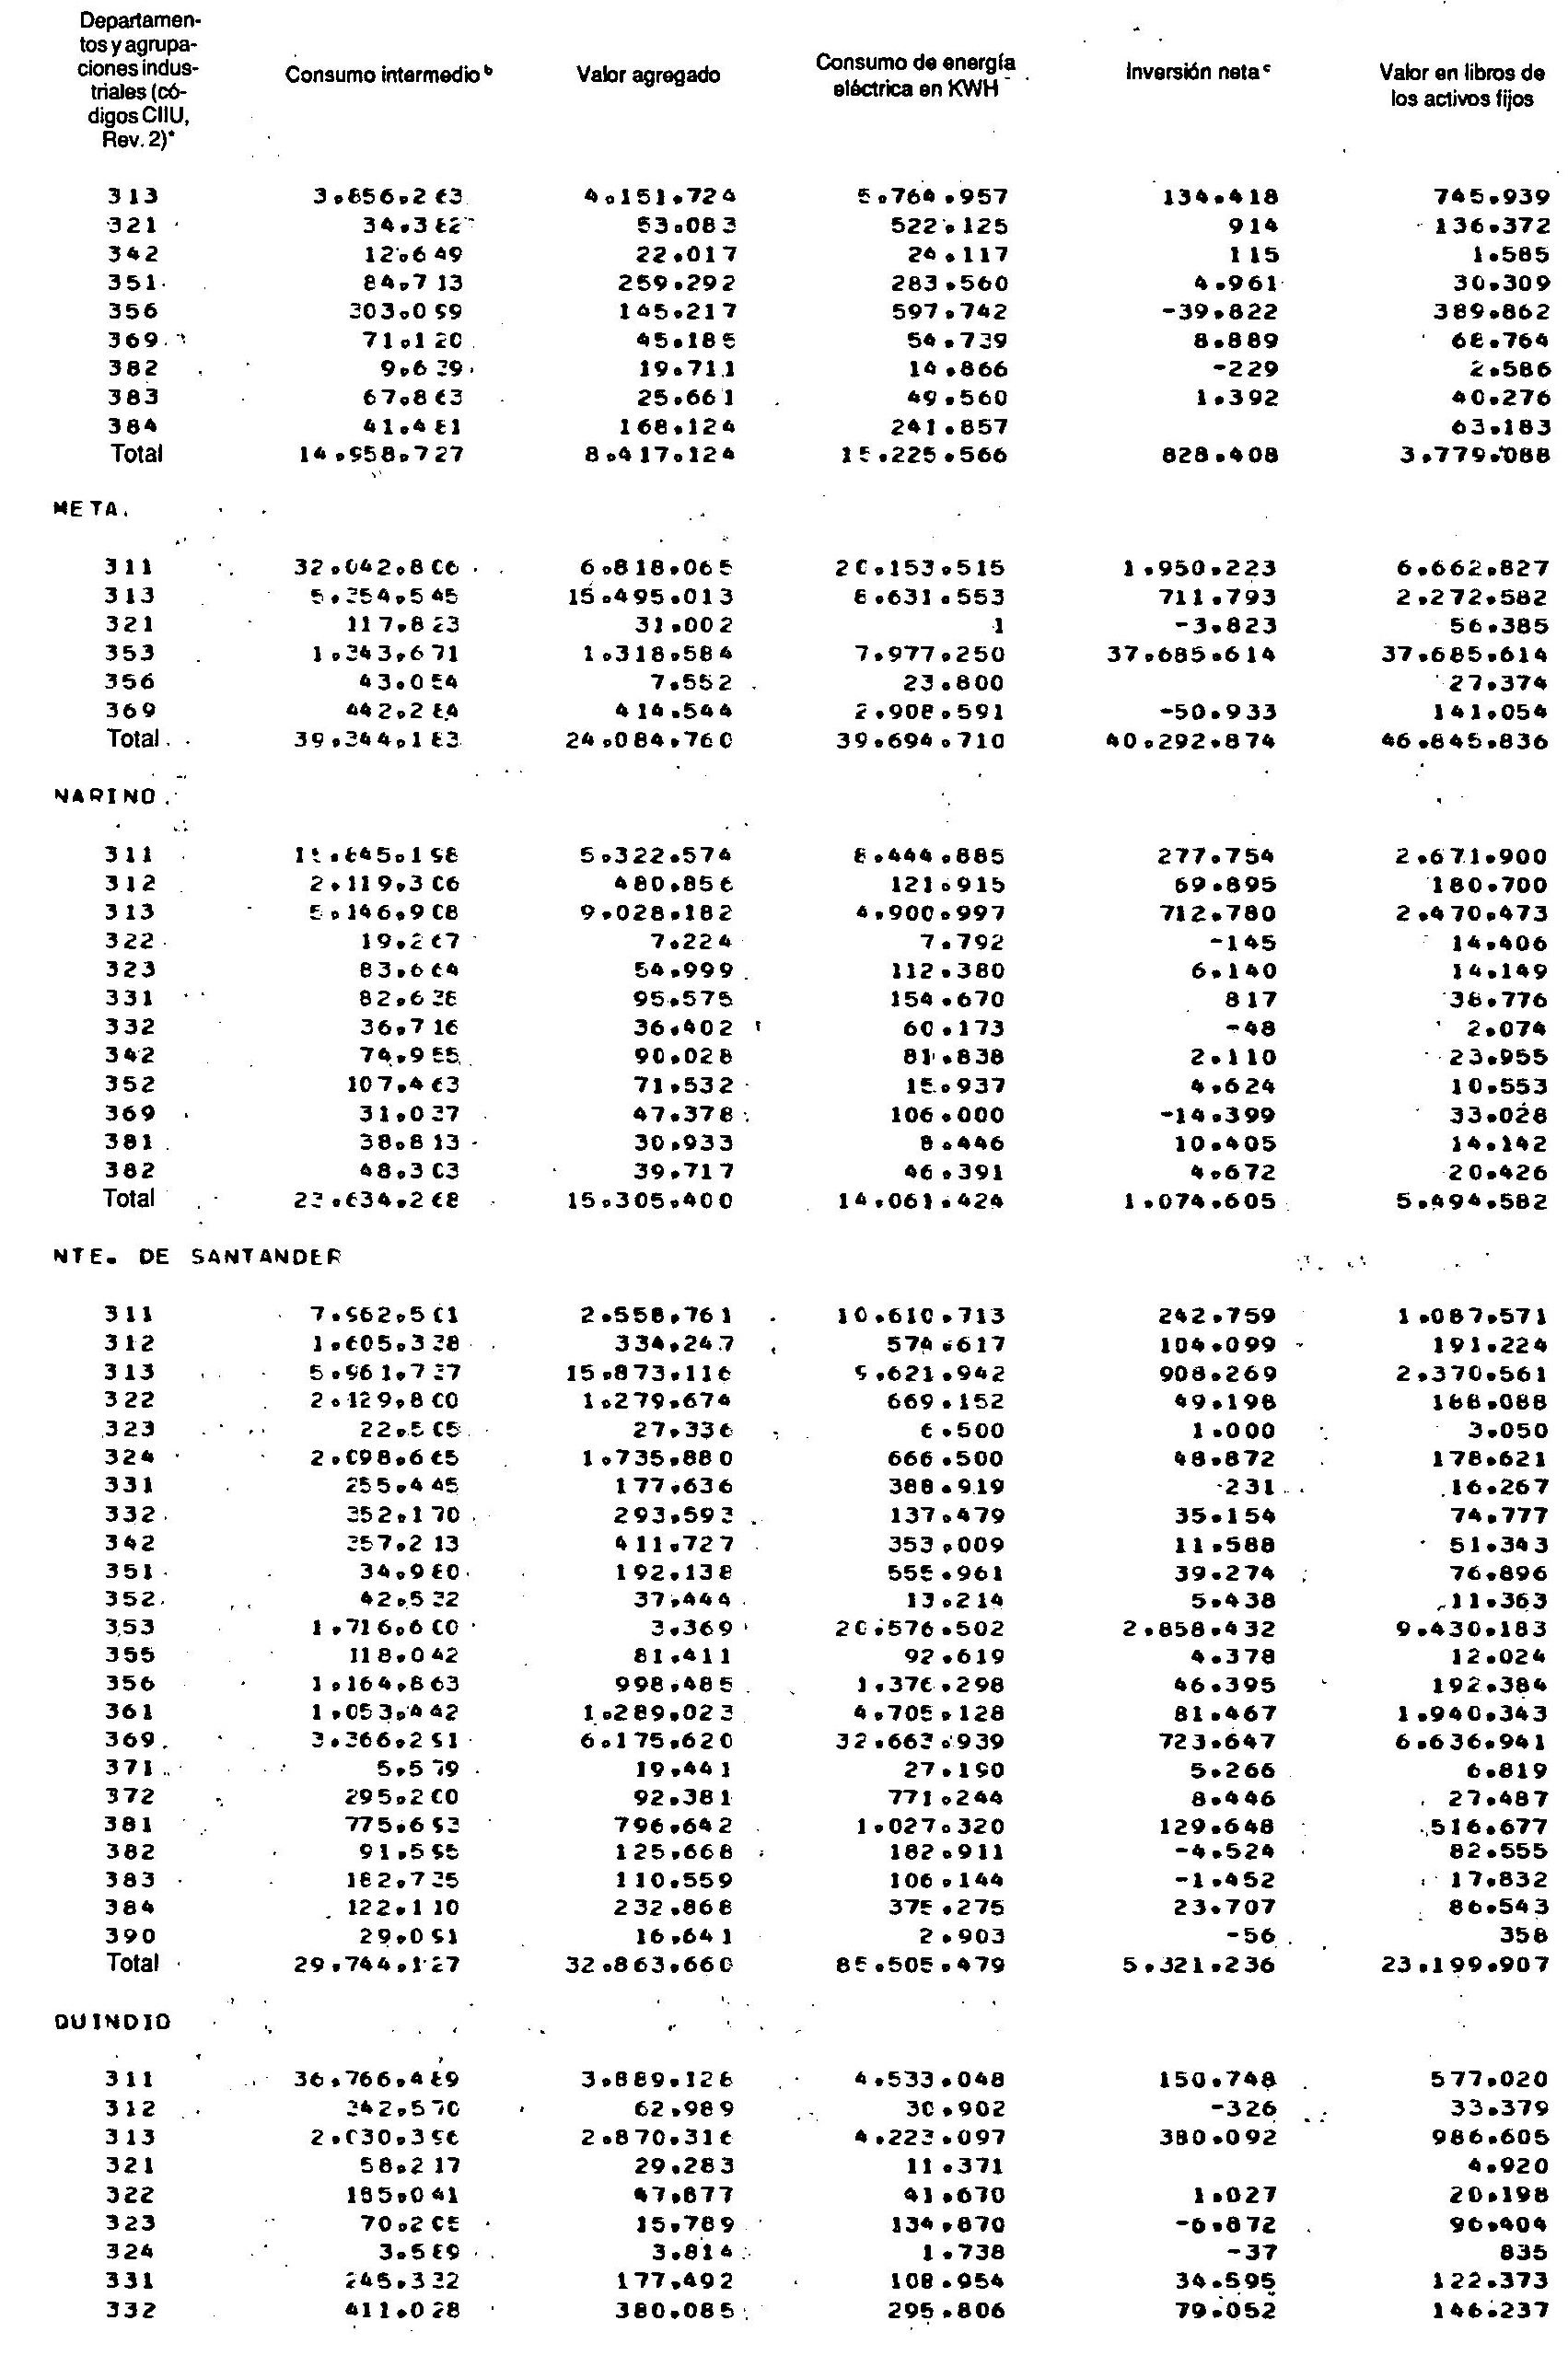 Departamen-
tos y agrupa-
ciones indus-
triales (có-
digos CIIU,
Rev. 2)*
Consumo intermedio b
Valor agregado
Consumo de energía
eléctrica en KWH
Inversión neta c
Valor en libros de
los activos fijos
313 3.856.263 4.151.724 5.764.957 134.418 745.939
321 34.382 53.083 522.125 914 136.372
342 12.649 22.017 24.117 115 1.585
351 84.713 259.292 283.560 4.961 30.309
356 303.099 145.217 597.742 -39.822 389.862
369 71.120 45.185 54.739 8.889 68.764
382 9.639 19.711 14.866 -229 2.586
383 67.863 25.661 49.560 1.392 40.276
384 41.481 168.124 241.857 63.183
Total 14.958.727 8.417.124 15.225.566 828.408 3.779.088
META.
311 32.042.806 6.818.065 20.153.515 1.950.223 6.662.827
313 5.354.545 15.495.013 8.631.553 711.793 2.272.582
321 117.823 31.002 1 -3.823 56.385
353 1.343.671 1.318.584 7.977.250 37.685.614 37.685.614
356 43.054 7.552 23.800 27.374
369 442.284 414.544 2.908.591 -50.933 141.054
Total 39.344.183 24.084.760 39.694.710 40.292.874 46.845.836
NARINO
311 15.845.198 5.322.574 8.444.885 277.754 2.671.900
312 2.119.306 480.856 121.915 69.895 180.700
313 5.146.908 9.028.182 4.900.997 712.780 2.470.473
322 19.267 7.224 7.792 -145 14.406
323 83.664 54.999 112.380 6.140 14.149
331 82.638 95.575 154.670 817 38.776
332 36.716 36.402 60.173 -48 2.074
342 74.955 90.028 81.838 2.110 23.955
352 107.463 71.532 15.937 4.624 10.553
369 31.037 47.378 106.000 -14.399 33.028
381 38.813 30.933 8.446 10.405 14.142
382 48.303 39.717 46.391 4.672 20.426
Total 23.634.268 15.305.400 14.061.424 1.074.605 5.494.582
NTE. DE SANTANDER
311 7.962.501 2.558.761 10.610.713 242.759 1.087.571
312 1.605.338 334.247 574.617 104.099 191.224
313 5.961.737 15.873.116 9.621.942 908.269 2.370.561
322 2.129.800 1.279.674 669.152 49.198 168.088
323 22.505 27.336 6.500 1.000 3.050
324 2.098.665 1.735.880 666.500 48.872 178.621
331 255.445 177.636 388.919 -231 16.267
332 352.170 293.593 137.479 35.154 74.777
342 357.213 411.727 353.009 11.588 51.343
351 34.980 192.138 555.961 39.274 76.896
352 42.532 37.444 13.214 5.438 11.363
353 1.716.600 3.369 20.576.502 2.858.432 9.430.183
355 118.042 81.411 92.619 4.378 12.024
356 1.164.863 998.485 1.376.298 46.395 192.384
361 1.053.442 1.289.023 4.705.128 81.467 1.940.343
369 3.366.291 6.175.620 32.663.939 723.647 6.636.941
371 5.579 19.441 27.190 5.266 6.819
372 295.200 92.381 771.244 8.446 27.487
381 775.693 796.642 1.027.320 129.648 516.677
382 91.595 125.668 182.911 -4.524 82.555
383 182.735 110.559 106.144 -1.452 17.832
384 122.110 232.868 375.275 23.707 86.543
390 29.091 16.641 2.903 -56 358
Total 29.744.127 32.863.660 85.505.479 5.321.236 23.199.907
QUINDIO
311 36.766.489 3.889.126 4.533.048 150.748 577.020
312 342.570 62.989 30.902 -326 33.379
313 2.030.396 2.870.316 4.223.097 380.092 986.605
321 58.217 29.283 11.371 4.920
322 185.041 47.877 41.670 1.027 20.198
323 70.205 15.789 134.870 -6.872 96.404
324 3.589 3.814 1.738 -37 835
331 245.332 177.492 108.954 34.595 122.373
332 411.028 380.085 295.806 79.052 146.237